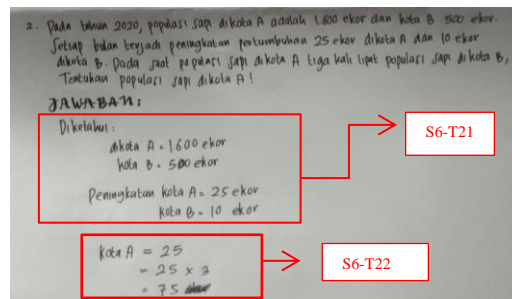 2. Pada tahun 2020, populasi sapi dikota A adalah 1.600 ekor dan kota B 500 ekor.
Setiap bulan terjadi peningkatan pertumbuhan 25 ekor dikota A dan 10 ekor
dikota B. Pada saat populasi sapi dikota A tiga kali lipat populasi sapi dikota B,
Tentukan populasi sapi dikota A!
JAWABAN:
Diketahui:
dikota A = 1.600 ekor
kota B = 500 ekor
Peningkatan kota A = 25 ekor
kota B = 10 ekor
S6-T21
Kota A = 25
= 25 x 3
= 75
S6-T22